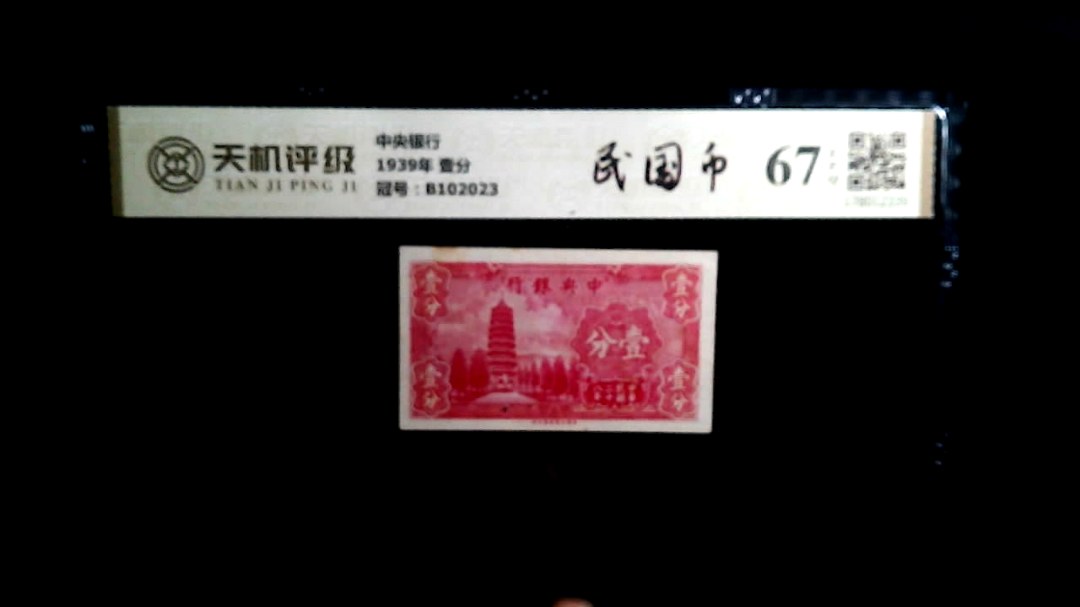 天机评级
TIAN JI PING JI
中央银行
1939年 壹分
冠号：B102023
民国币
67
壹分
行銀央中
壹分
分壹
壹分
壹分